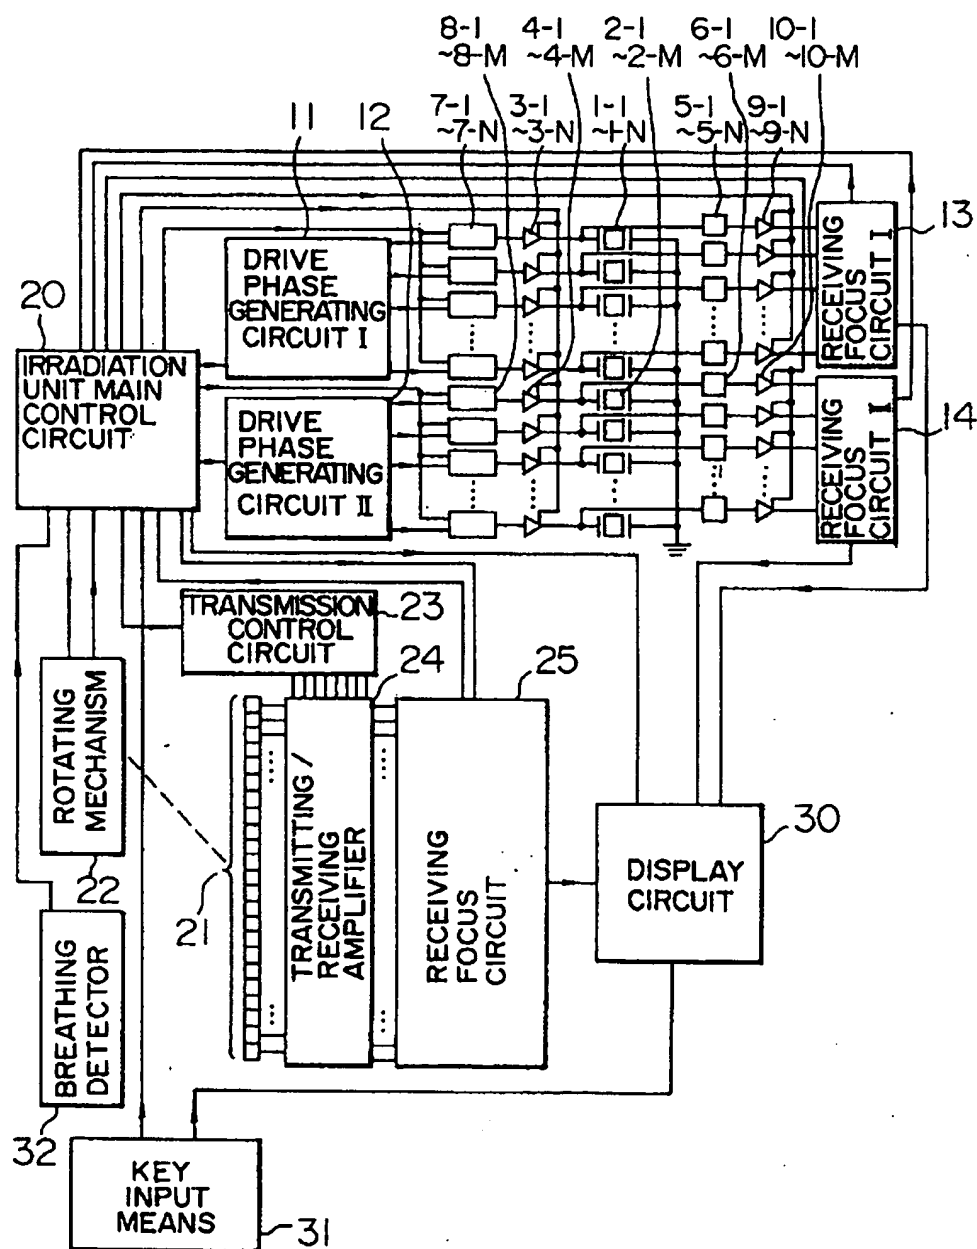 8-1
~8-M
4-1
~4-M
2-1
~2-M
6-1
~6-M
10-1
~10-M
7-1
~7-N
3-1
~3-N
1-1
~1-N
5-1
~5-N
9-1
~9-N
11
12
13
DRIVE
PHASE
GENERATING
CIRCUIT I
RECEIVING
FOCUS
CIRCUIT I
20
IRRADIATION
UNIT MAIN
CONTROL
CIRCUIT
DRIVE
PHASE
GENERATING
CIRCUIT II
RECEIVING
FOCUS
CIRCUIT II
14
TRANSMISSION
CONTROL
CIRCUIT
23
24
25
ROTATING
MECHANISM
22
21
TRANSMITTING /
RECEIVING
AMPLIFIER
RECEIVING
FOCUS
CIRCUIT
DISPLAY
CIRCUIT
30
BREATHING
DETECTOR
32
KEY
INPUT
MEANS
31